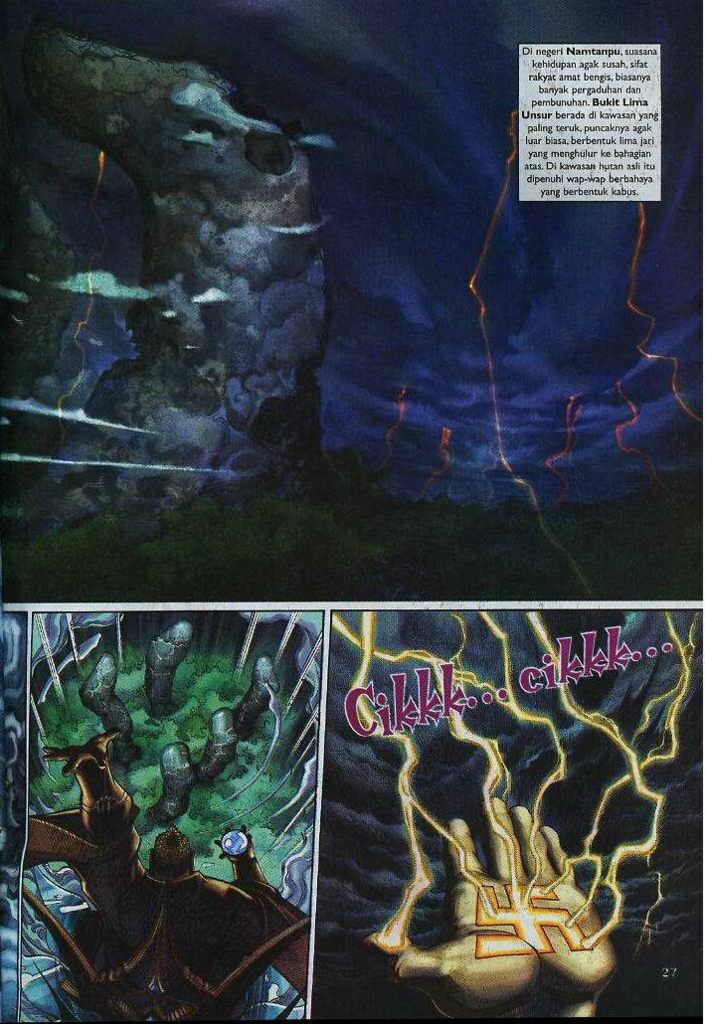 Di negeri Namtanpu, suasana
kehidupan agak susah, sifat
rakyat amat bengis, biasanya
banyak pergaduhan dan
pembunuhan. Bukit Lima
Unsur berada di kawasan yang
paling teruk, puncaknya agak
luar biasa, berbentuk lima jari
yang menghulur ke bahagian
atas. Di kawasan hutan asli itu
dipenuhi wap-wap berbahaya
yang berbentuk kabus.
Cikkk... cikkk...
27